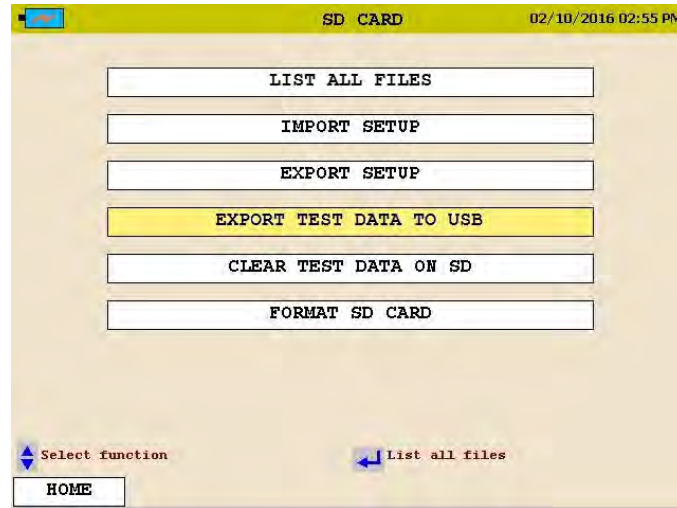 SD CARD 02/10/2016 02:55 PM
LIST ALL FILES
IMPORT SETUP
EXPORT SETUP
EXPORT TEST DATA TO USB
CLEAR TEST DATA ON SD
FORMAT SD CARD
Select function List all files
HOME